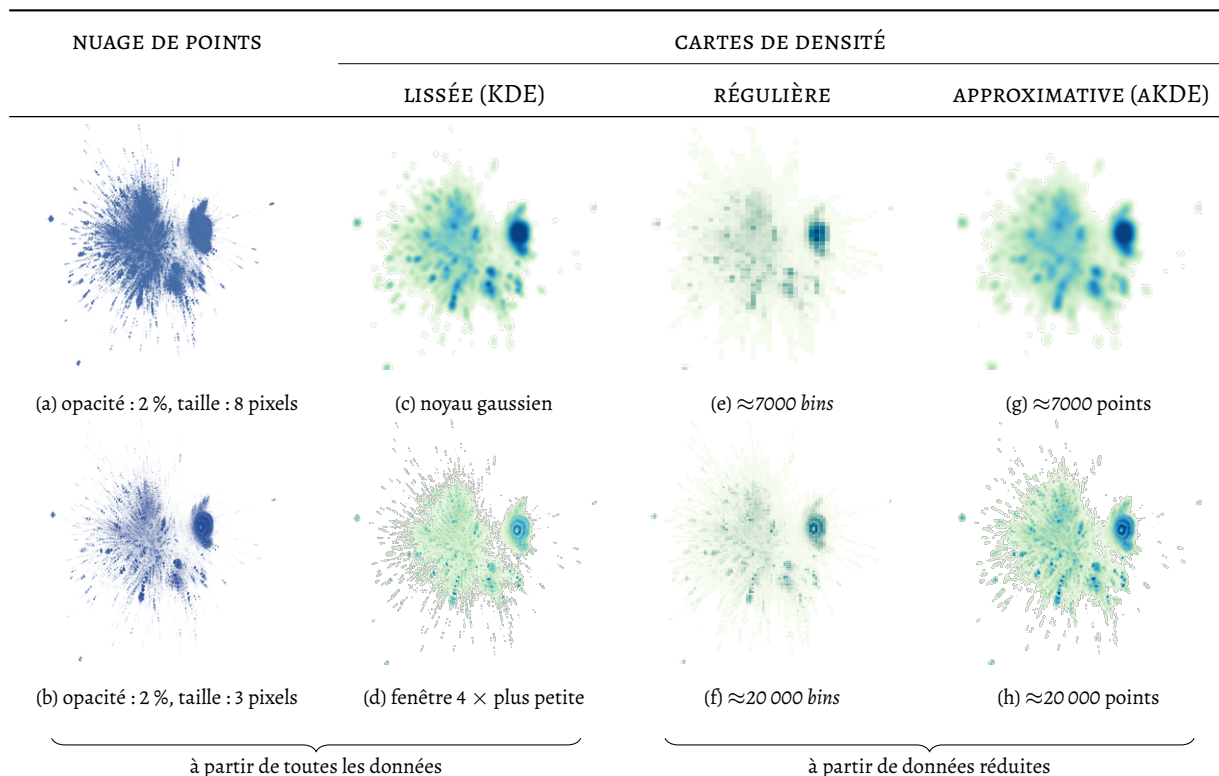 NUAGE DE POINTS CARTES DE DENSITÉ
LISSÉE (KDE) RÉGULIÈRE APPROXIMATIVE (AKDE)
(a) opacité : 2 %, taille : 8 pixels (c) noyau gaussien (e) ≈7000 bins (g) ≈7000 points
(b) opacité : 2 %, taille : 3 pixels (d) fenêtre 4 × plus petite (f) ≈20 000 bins (h) ≈20 000 points
à partir de toutes les données à partir de données réduites